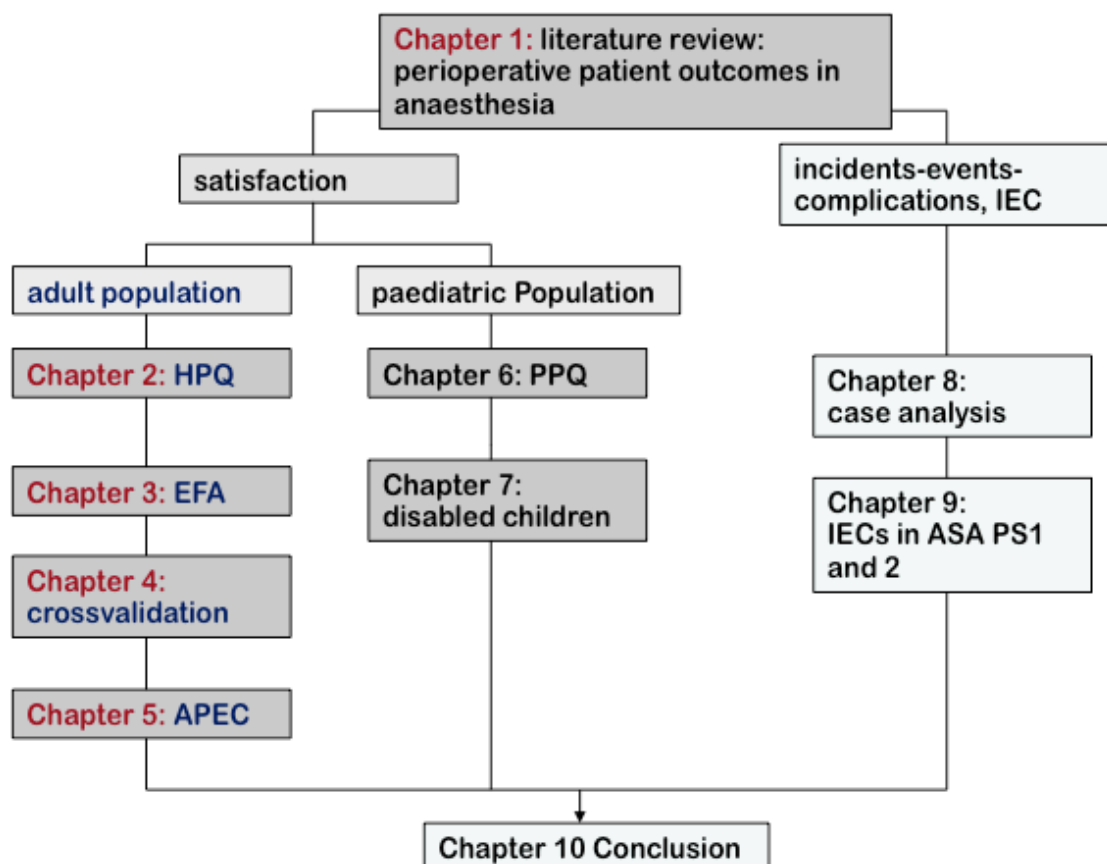 Chapter 1: literature review:
perioperative patient outcomes in
anaesthesia
satisfaction
incidents-events-
complications, IEC
adult population
paediatric Population
Chapter 2: HPQ
Chapter 6: PPQ
Chapter 8:
case analysis
Chapter 3: EFA
Chapter 7:
disabled children
Chapter 9:
IECs in ASA PS1
and 2
Chapter 4:
crossvalidation
Chapter 5: APEC
Chapter 10 Conclusion